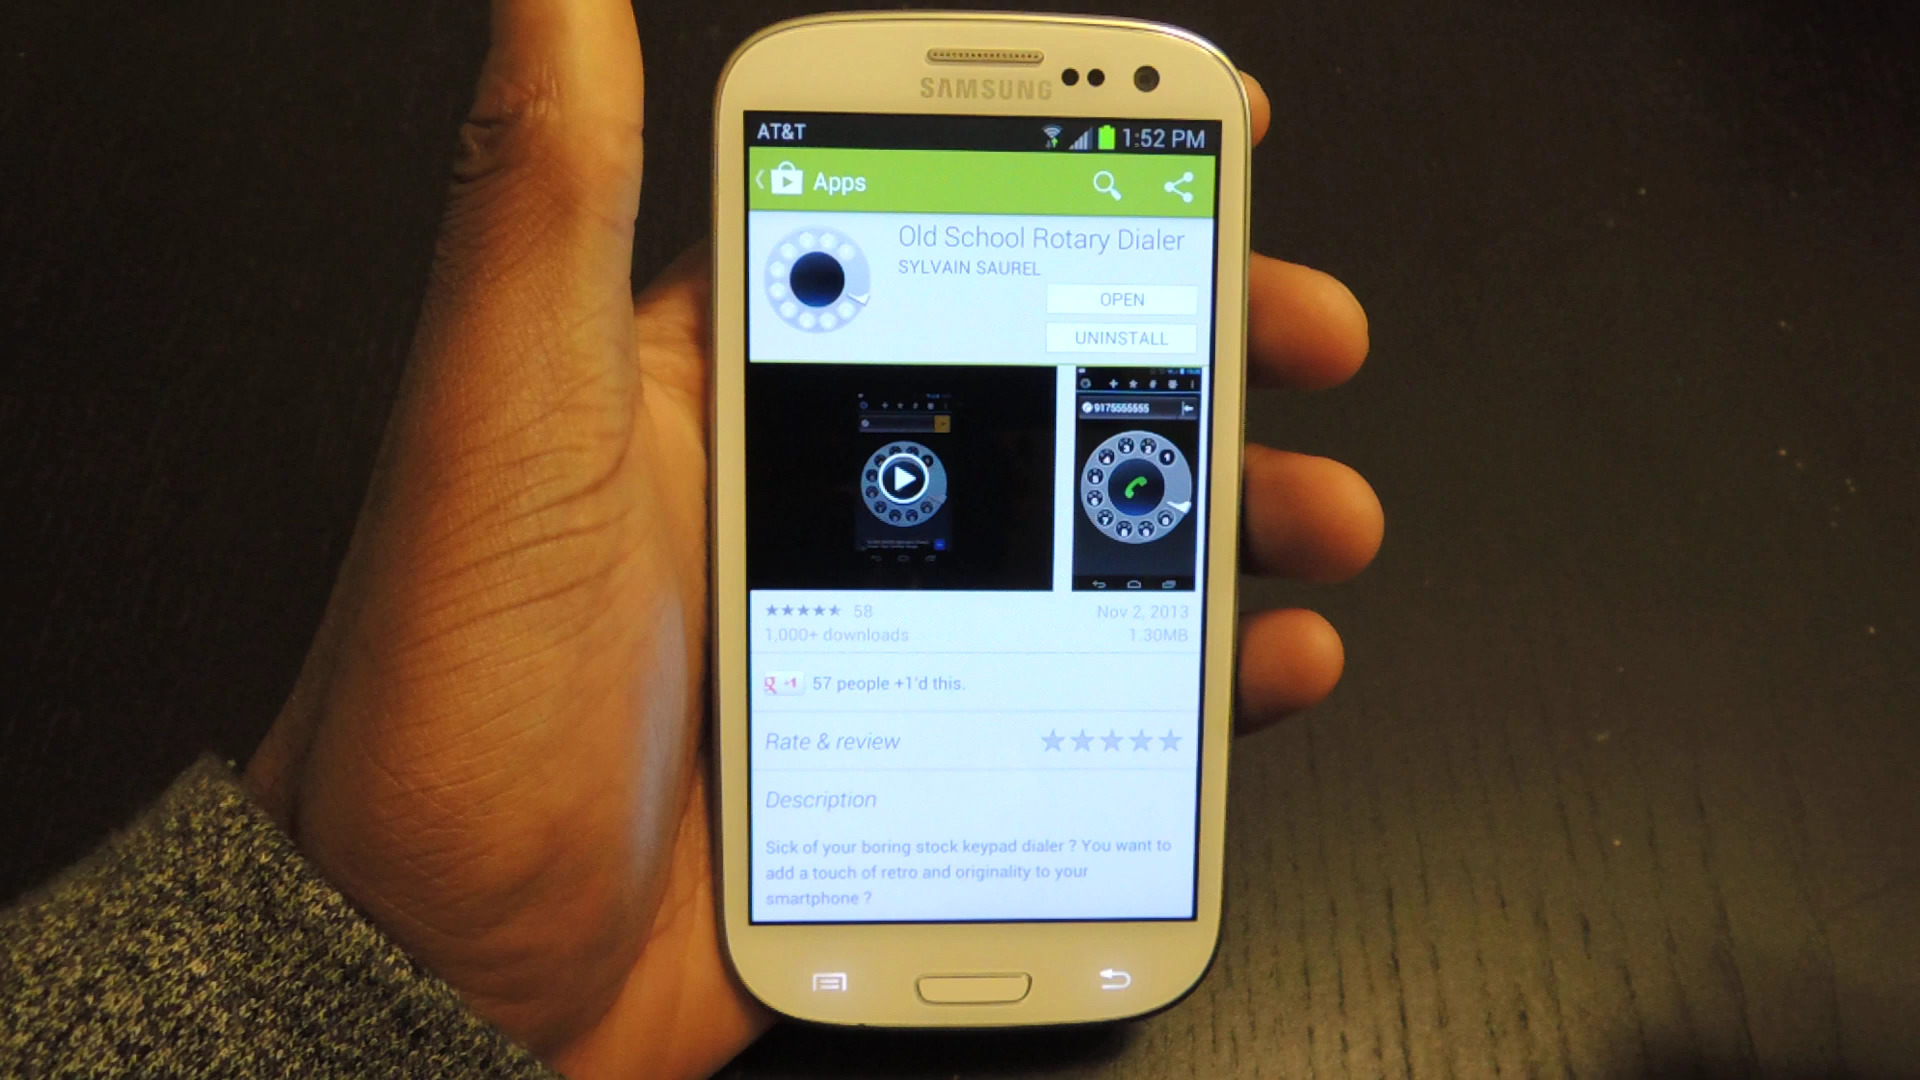 SAMSUNG
AT&T 1:52 PM
Apps
Old School Rotary Dialer
SYLVAIN SAUREL
OPEN
UNINSTALL
9175555555
58 Nov 2, 2013
1,000+ downloads 1.30MB
g +1 57 people +1'd this.
Rate & review
Description
Sick of your boring stock keypad dialer ? You want to
add a touch of retro and originality to your
smartphone ?